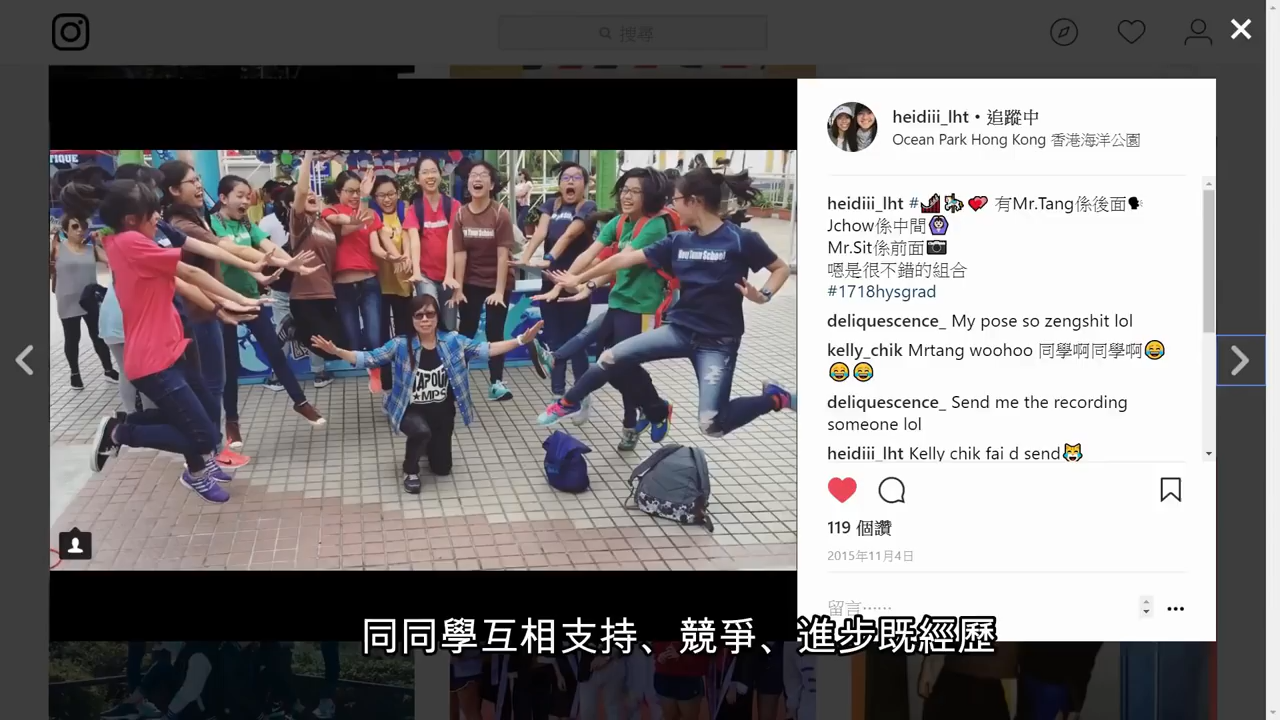 搜尋
heidiii_lht • 追蹤中
Ocean Park Hong Kong 香港海洋公園
heidiii_lht #🎢🎠❤️ 有Mr.Tang係後面🗣
Jchow係中間🙆
Mr.Sit係前面📷
嗯是很不錯的組合
#1718hysgrad
deliquescence_ My pose so zengshit lol
kelly_chik Mrtang woohoo 同學啊同學啊😂
😂😂
deliquescence_ Send me the recording
someone lol
heidiii_lht Kelly chik fai d send😹
119 個讚
2015年11月4日
留言……
同同學互相支持、競爭、進步既經歷